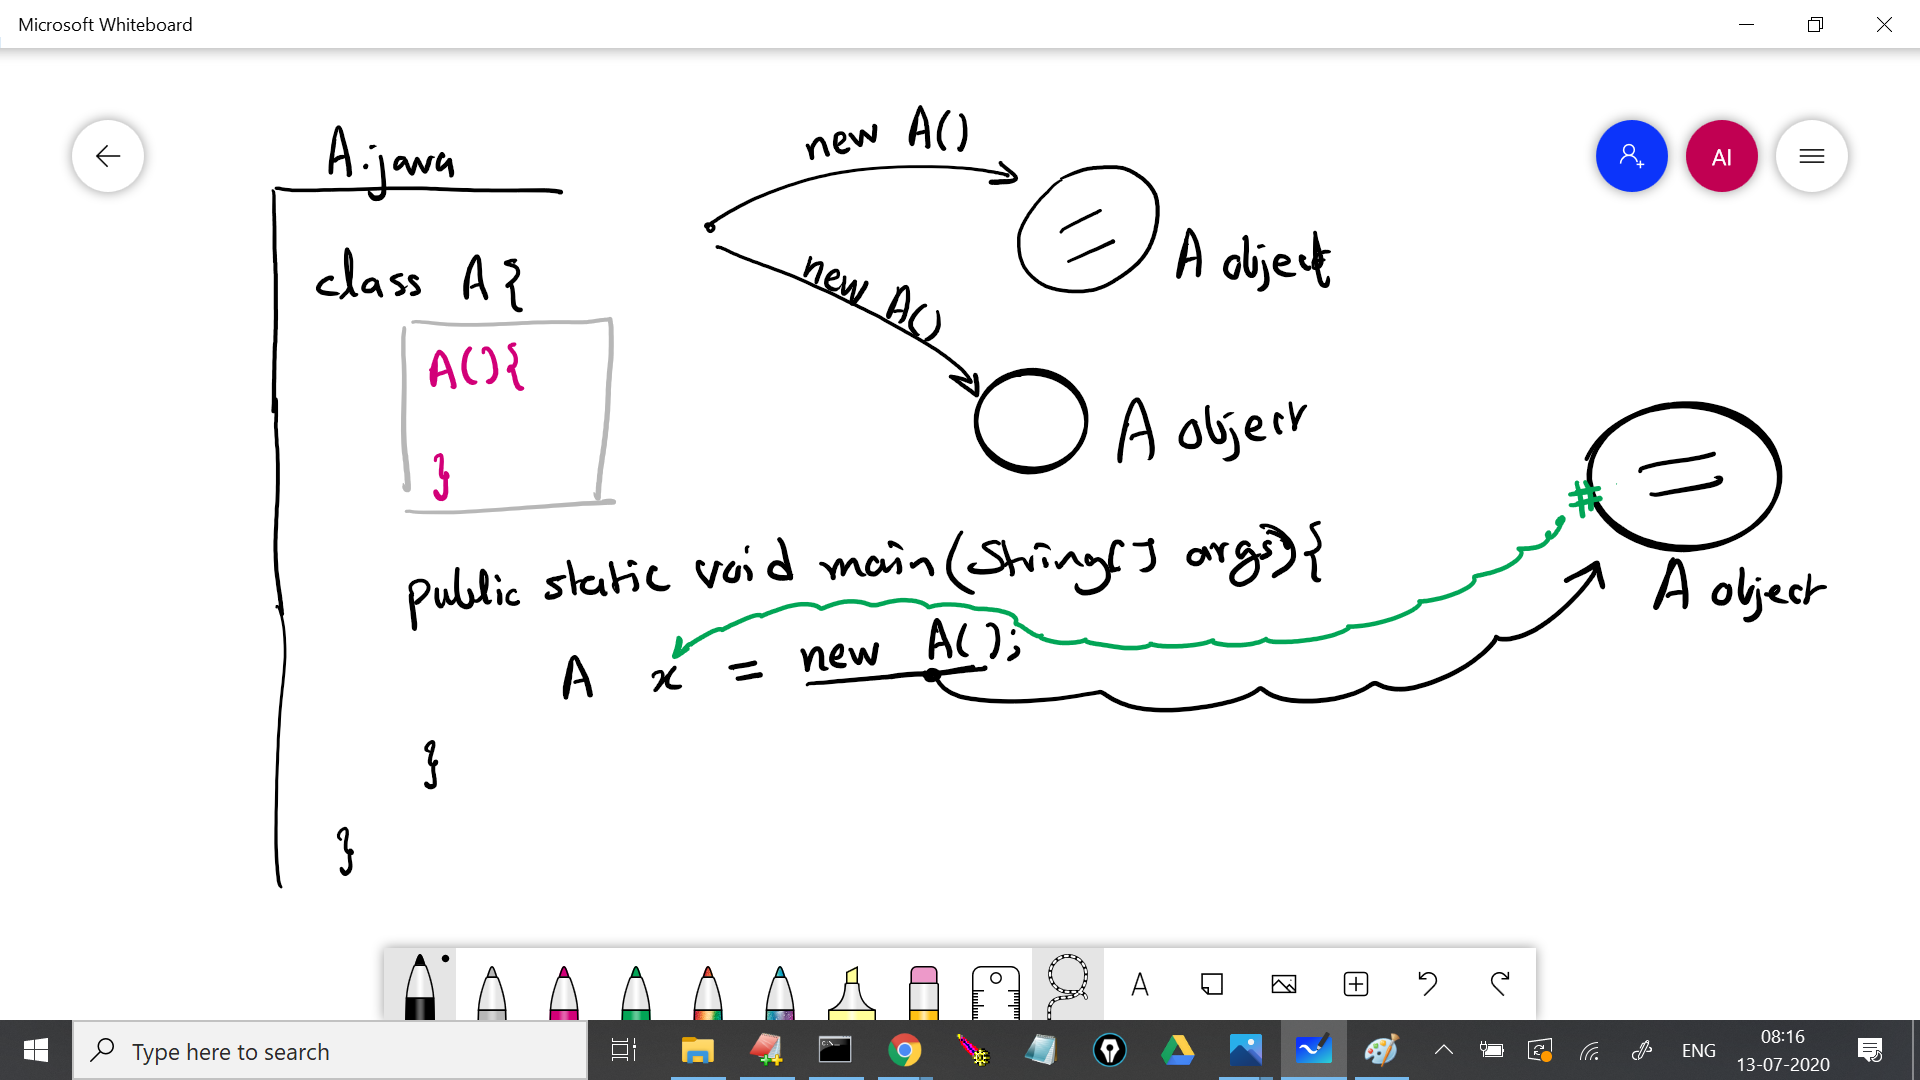 Microsoft Whiteboard
A.java
new A()
AI
A object
class A{
new A()
A(){
A object
}
#
public static void main(String[] args){
A object
A x = new A();
}
}
A
Type here to search
ENG
08:16
13-07-2020